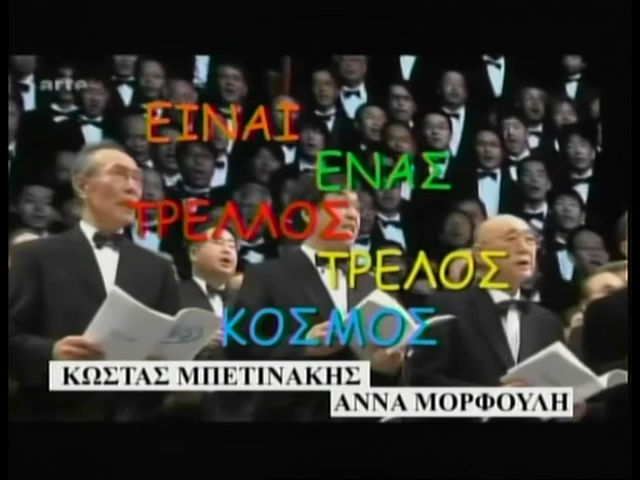 arte
ΕΙΝΑΙ
ΕΝΑΣ
ΤΡΕΛΛΟΣ
ΤΡΕΛΟΣ
ΚΟΣΜΟΣ
ΚΩΣΤΑΣ ΜΠΕΤΙΝΑΚΗΣ
ΑΝΝΑ ΜΟΡΦΟΥΛΗ